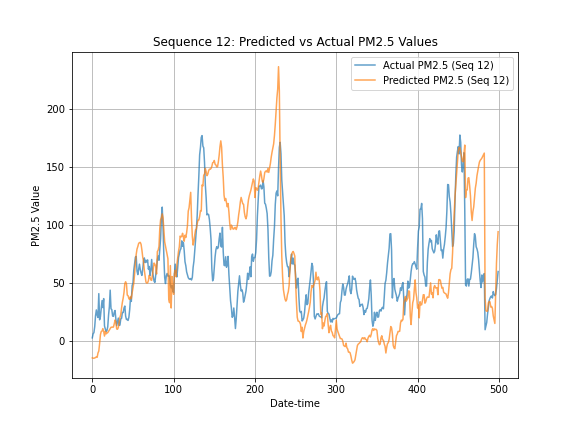 Sequence 12: Predicted vs Actual PM2.5 Values
Actual PM2.5 (Seq 12)
Predicted PM2.5 (Seq 12)
200
150
100
50
0
PM2.5 Value
0 100 200 300 400 500
Date-time